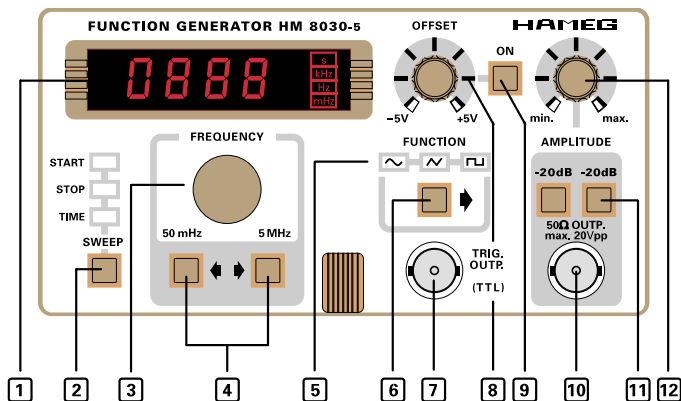 FUNCTION GENERATOR HM 8030-5
OFFSET
HAMEG
ON
0888
s
kHz
Hz
mHz
-5V
+5V
min.
max.
FREQUENCY
FUNCTION
AMPLITUDE
START
STOP
TIME
SWEEP
50 mHz
5 MHz
-20dB
-20dB
50Ω OUTP.
max. 20Vpp
TRIG.
OUTP.
(TTL)
1
2
3
4
5
6
7
8
9
10
11
12